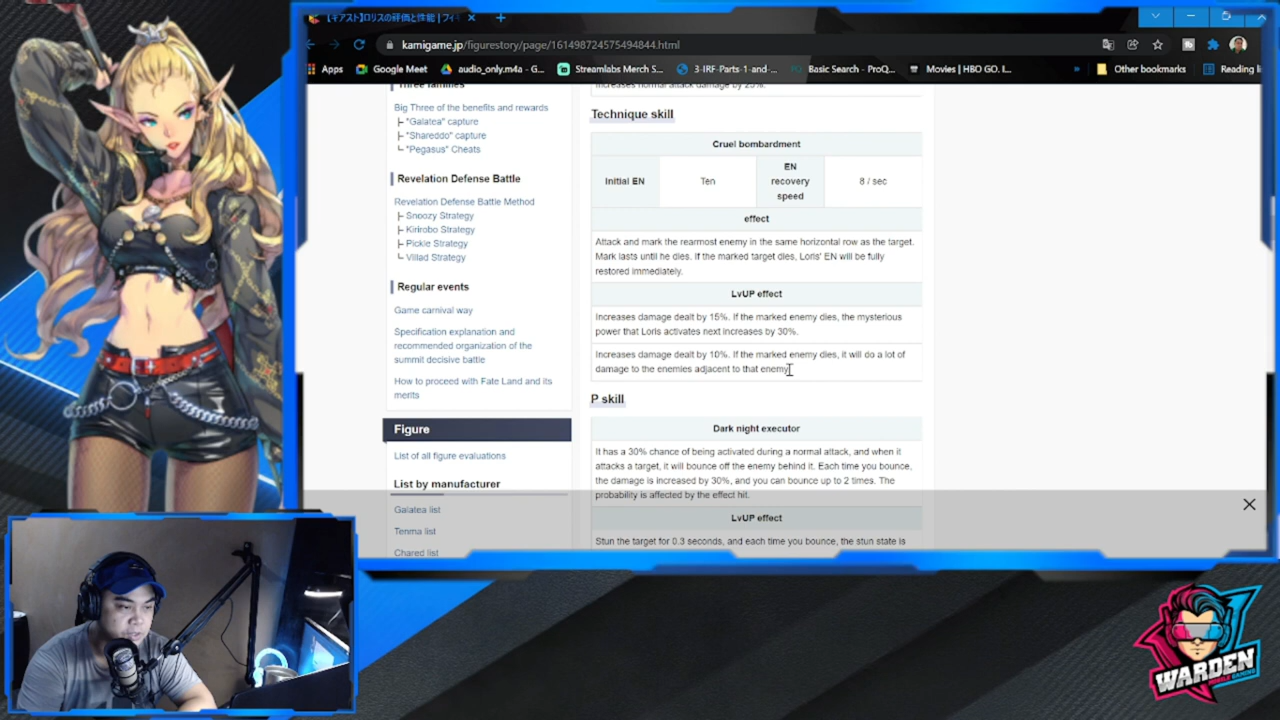 【キアスト】ロリスの評価と性能 | フィギ
kamigame.jp/figurestory/page/161498724575494844.html
Apps
Google Meet
audio_only.m4a - G...
Streamlabs Merch S...
3-IRF-Parts-1-and-...
Basic Search - ProQ...
Movies | HBO GO. I...
Other bookmarks
Reading li
Three families
Big Three of the benefits and rewards
"Galatea" capture
"Shareddo" capture
"Pegasus" Cheats
Revelation Defense Battle
Revelation Defense Battle Method
Snoozy Strategy
Kirirobo Strategy
Pickle Strategy
Villad Strategy
Regular events
Game carnival way
Specification explanation and
recommended organization of the
summit decisive battle
How to proceed with Fate Land and its
merits
Figure
List of all figure evaluations
List by manufacturer
Galatea list
Tenma list
Chared list
Increases normal attack damage by 25%.
Technique skill
Cruel bombardment
Initial EN
Ten
EN
recovery
speed
8 / sec
effect
Attack and mark the rearmost enemy in the same horizontal row as the target.
Mark lasts until he dies. If the marked target dies, Loris' EN will be fully
restored immediately.
LvUP effect
Increases damage dealt by 15%. If the marked enemy dies, the mysterious
power that Loris activates next increases by 30%.
Increases damage dealt by 10%. If the marked enemy dies, it will do a lot of
damage to the enemies adjacent to that enemy.
P skill
Dark night executor
It has a 30% chance of being activated during a normal attack, and when it
attacks a target, it will bounce off the enemy behind it. Each time you bounce,
the damage is increased by 30%, and you can bounce up to 2 times. The
probability is affected by the effect hit.
LvUP effect
Stun the target for 0.3 seconds, and each time you bounce, the stun state is
WARDEN
MOBILE GAMING